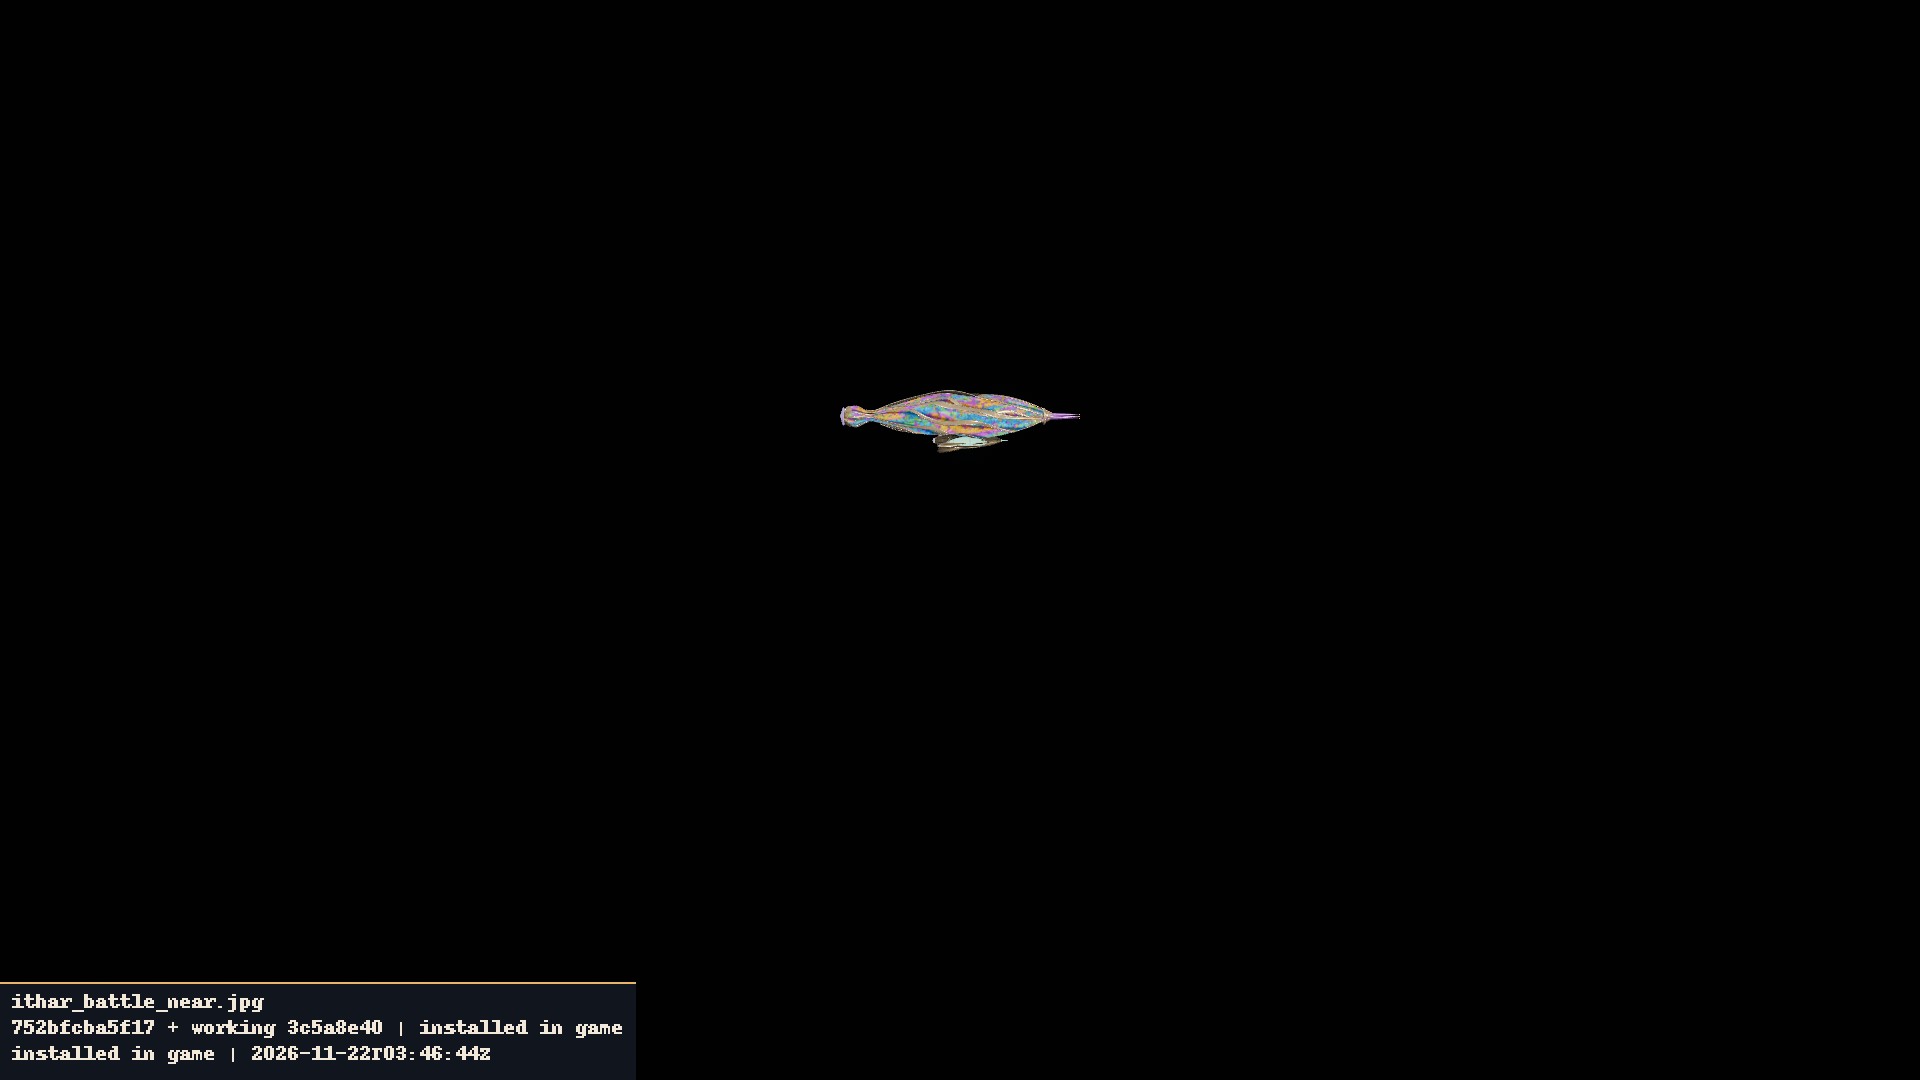 ithar_battle_near.jpg
752bfcba5f17 + working 3c5a8e40 | installed in game
installed in game | 2026-11-22T03:46:44Z